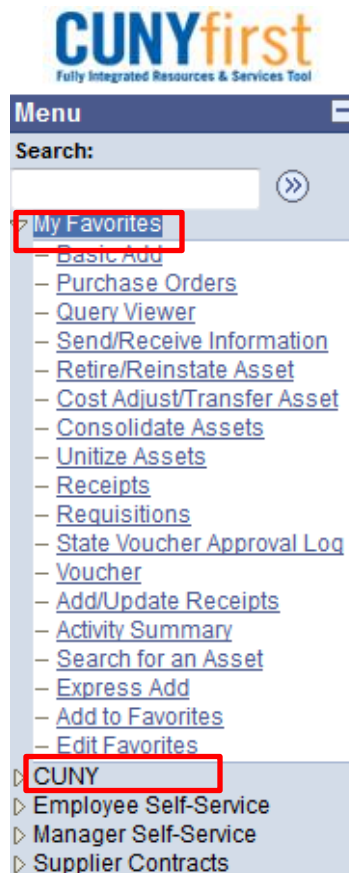 CUNYfirst
Fully Integrated Resources & Services Tool
Menu
Search:
My Favorites
Basic Add
Purchase Orders
Query Viewer
Send/Receive Information
Retire/Reinstate Asset
Cost Adjust/Transfer Asset
Consolidate Assets
Unitize Assets
Receipts
Requisitions
State Voucher Approval Log
Voucher
Add/Update Receipts
Activity Summary
Search for an Asset
Express Add
Add to Favorites
Edit Favorites
CUNY
Employee Self-Service
Manager Self-Service
Supplier Contracts